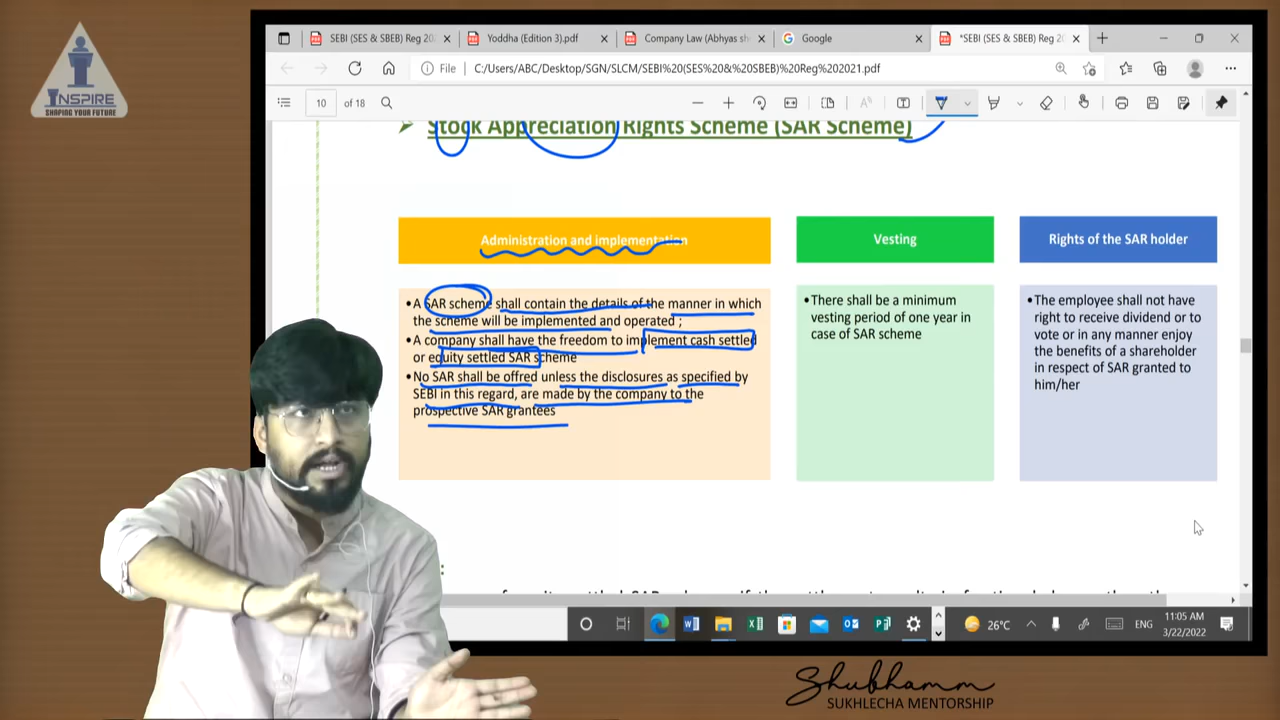 INSPIRE
SHAPING YOUR FUTURE
SEBI (SES & SBEB) Reg 20
Yoddha (Edition 3).pdf
Company Law (Abhyas sh
Google
*SEBI (SES & SBEB) Reg 2
File
C:/Users/ABC/Desktop/SGN/SLCM/SEBI%20(SES%20&%20SBEB)%20Reg%202021.pdf
10 of 18
Stock Appreciation Rights Scheme (SAR Scheme)
Administration and implementation
•A SAR scheme shall contain the details of the manner in which
the scheme will be implemented and operated ;
•A company shall have the freedom to implement cash settled
or equity settled SAR scheme
•No SAR shall be offred unless the disclosures as specified by
SEBI in this regard, are made by the company to the
prospective SAR grantees
Vesting
•There shall be a minimum
vesting period of one year in
case of SAR scheme
Rights of the SAR holder
•The employee shall not have
right to receive dividend or to
vote or in any manner enjoy
the benefits of a shareholder
in respect of SAR granted to
him/her
26°C
ENG
11:05 AM
3/22/2022
Shubhamm
SUKHLECHA MENTORSHIP